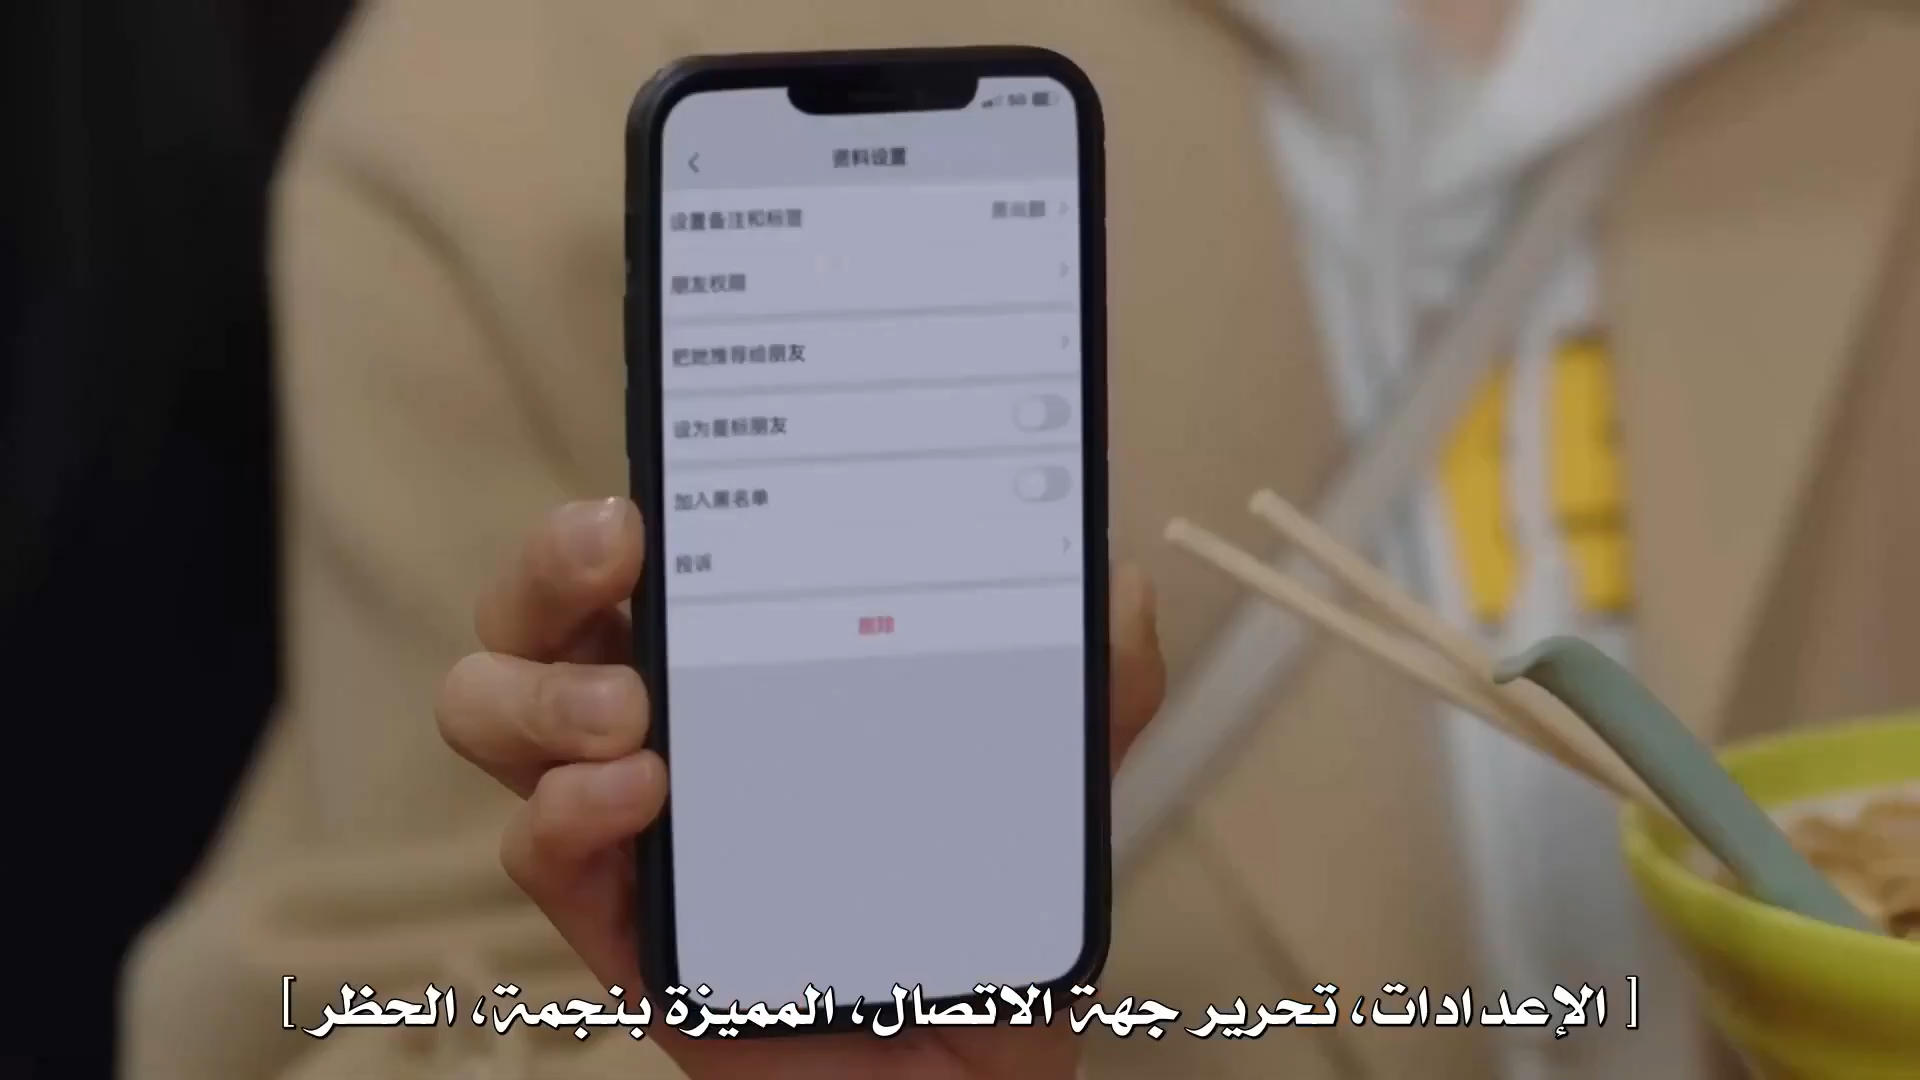 5G
资料设置
设置备注和标签
朋友权限
把她推荐给朋友
设为星标朋友
加入黑名单
投诉
删除
[ الإعدادات، تحرير جهة الاتصال، المميزة بنجمة، الحظر ]